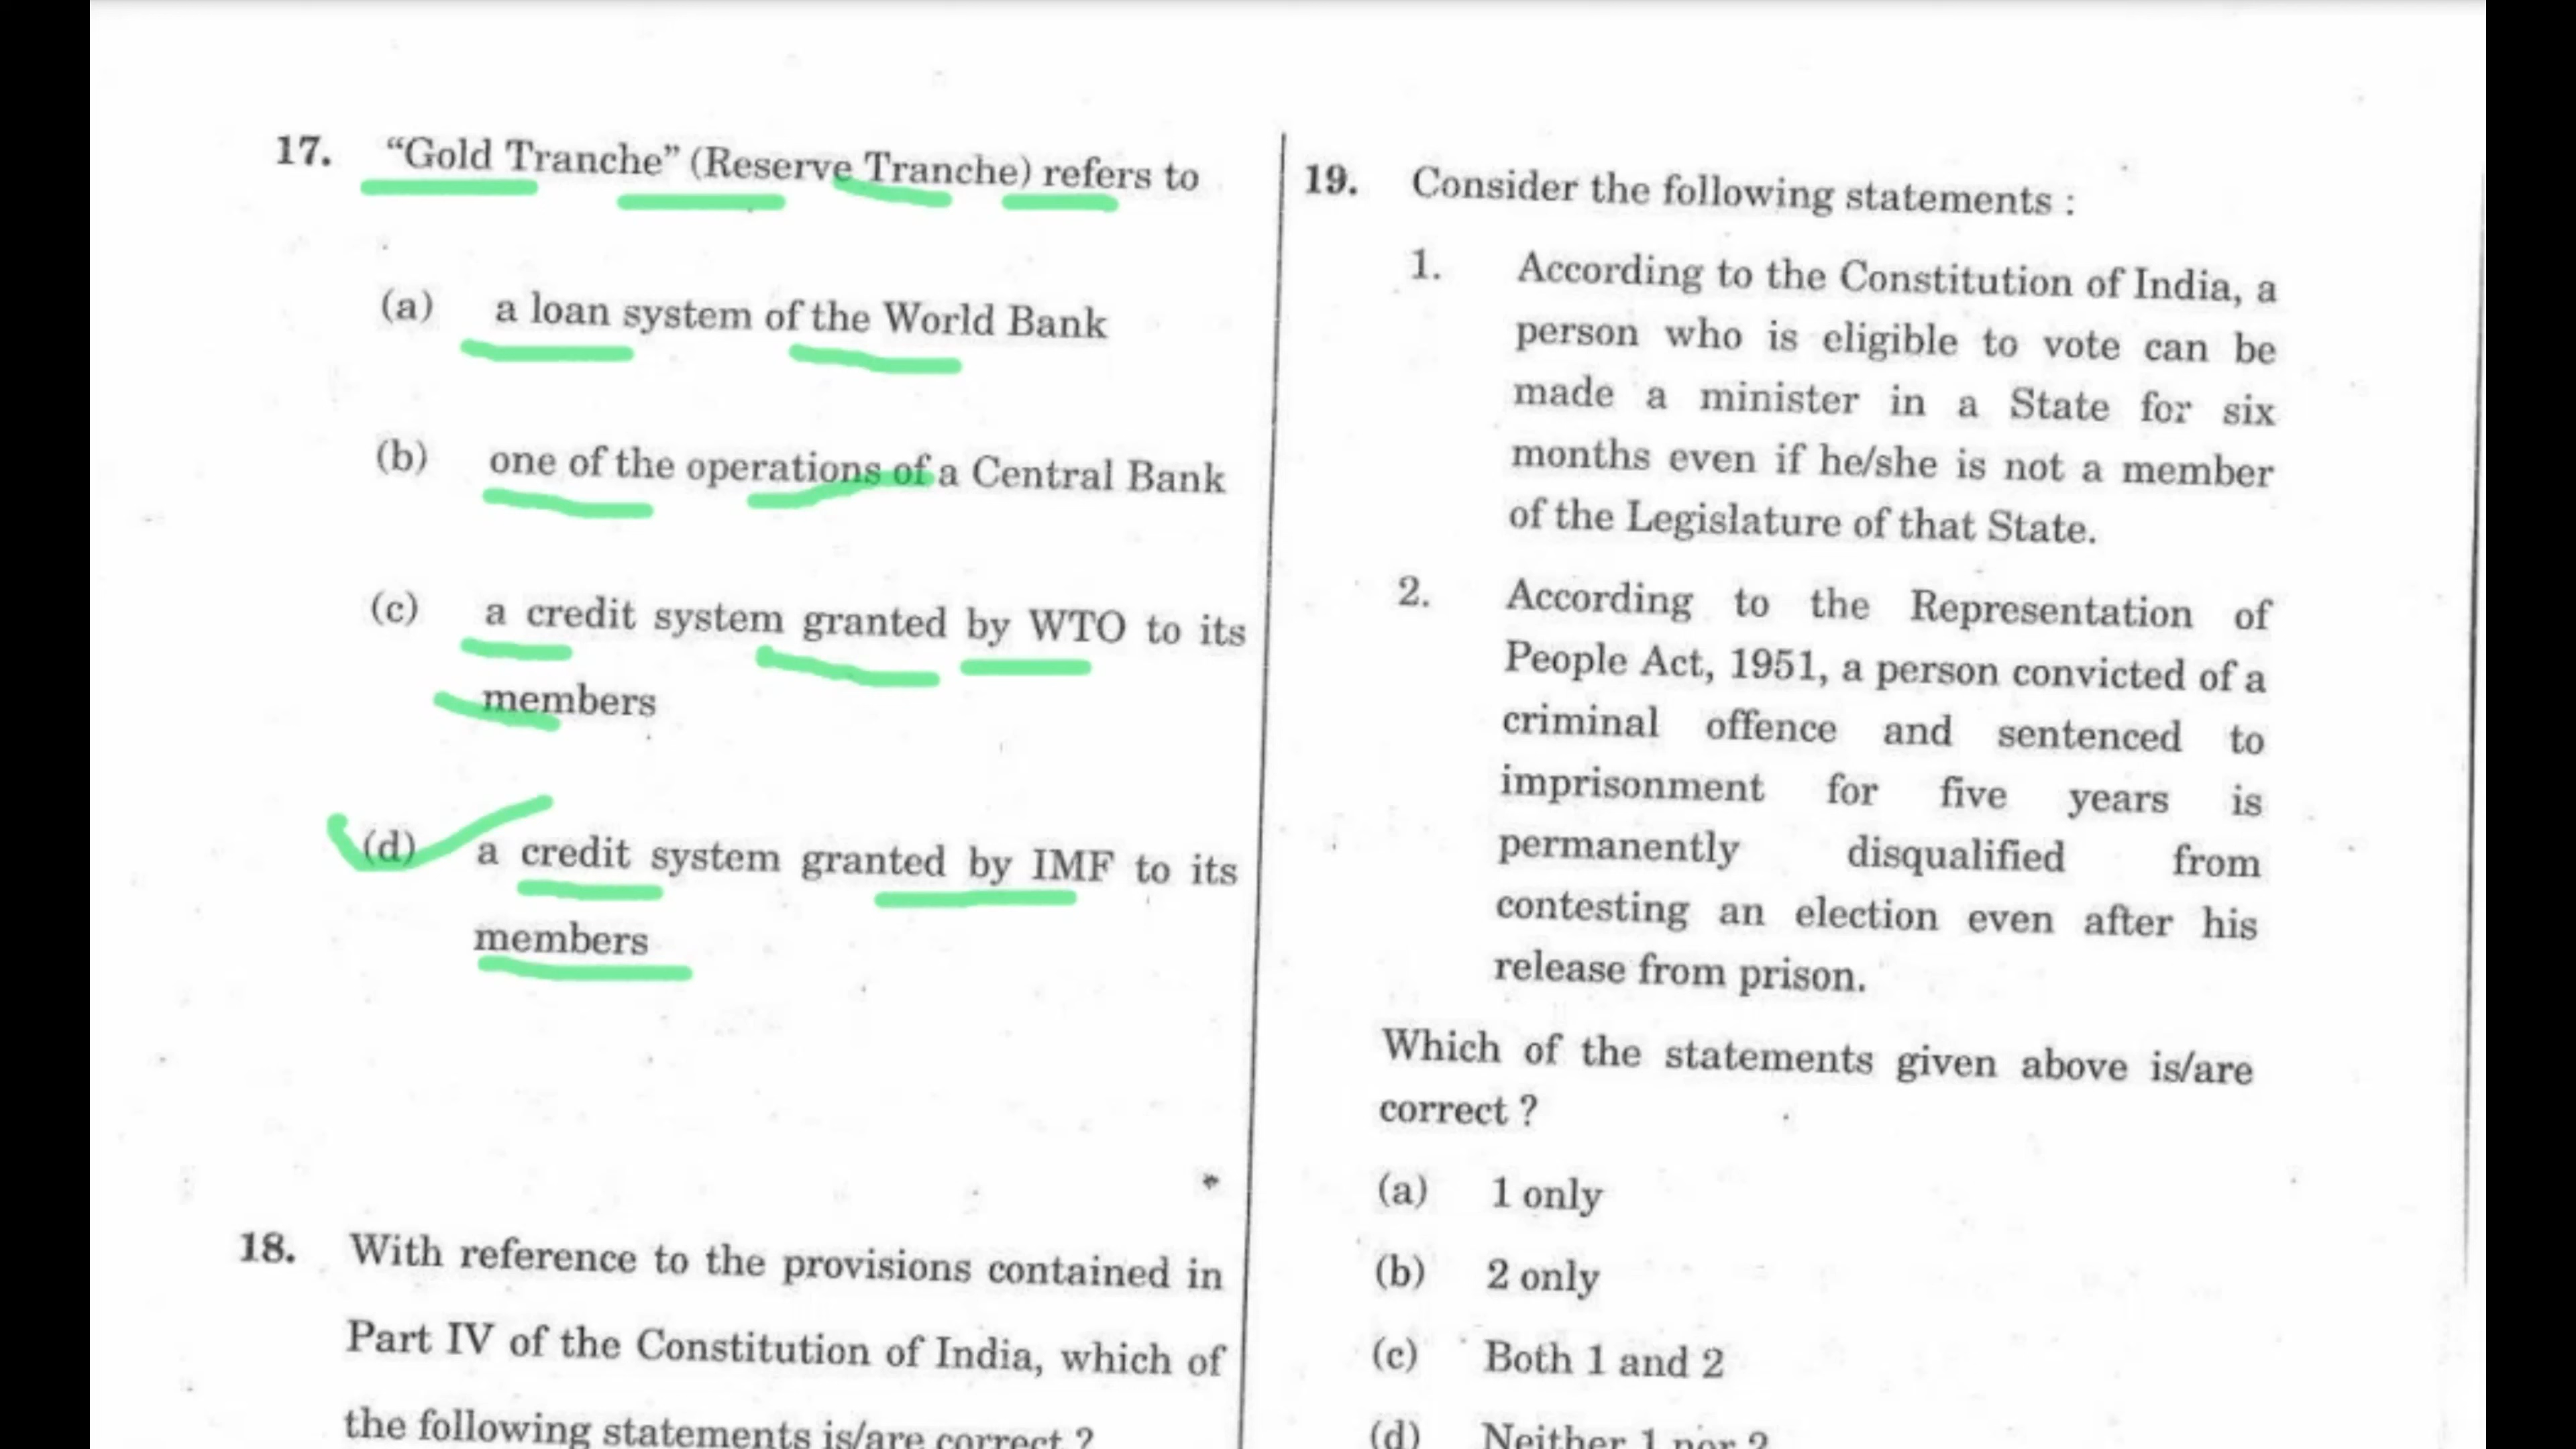 17. “Gold Tranche” (Reserve Tranche) refers to
(a) a loan system of the World Bank
(b) one of the operations of a Central Bank
(c) a credit system granted by WTO to its
members
(d) a credit system granted by IMF to its
members
18. With reference to the provisions contained in
Part IV of the Constitution of India, which of
the following statements is/are correct ?
19. Consider the following statements :
1. According to the Constitution of India, a
person who is eligible to vote can be
made a minister in a State for six
months even if he/she is not a member
of the Legislature of that State.
2. According to the Representation of
People Act, 1951, a person convicted of a
criminal offence and sentenced to
imprisonment for five years is
permanently disqualified from
contesting an election even after his
release from prison.
Which of the statements given above is/are
correct ?
(a) 1 only
(b) 2 only
(c) Both 1 and 2
(d) Neither 1 nor 2